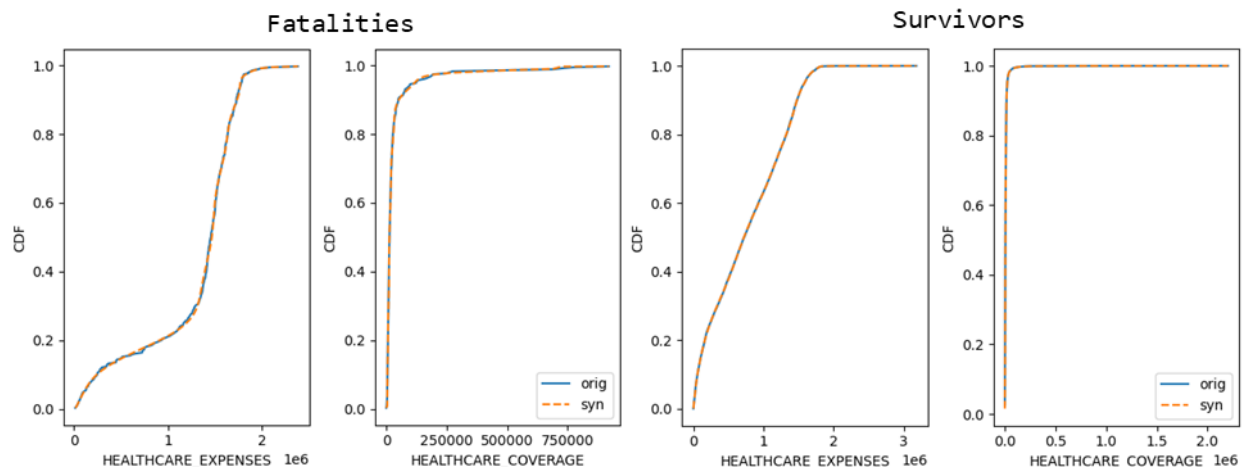 Fatalities
Survivors
1.0
0.8
0.6
0.4
0.2
0.0
CDF
0
1
2
HEALTHCARE EXPENSES 1e6
1.0
0.8
0.6
0.4
0.2
0.0
CDF
0
250000
500000
750000
HEALTHCARE COVERAGE
orig
syn
1.0
0.8
0.6
0.4
0.2
0.0
CDF
0
1
2
3
HEALTHCARE EXPENSES 1e6
1.0
0.8
0.6
0.4
0.2
0.0
CDF
0.0
0.5
1.0
1.5
2.0
HEALTHCARE COVERAGE 1e6
orig
syn